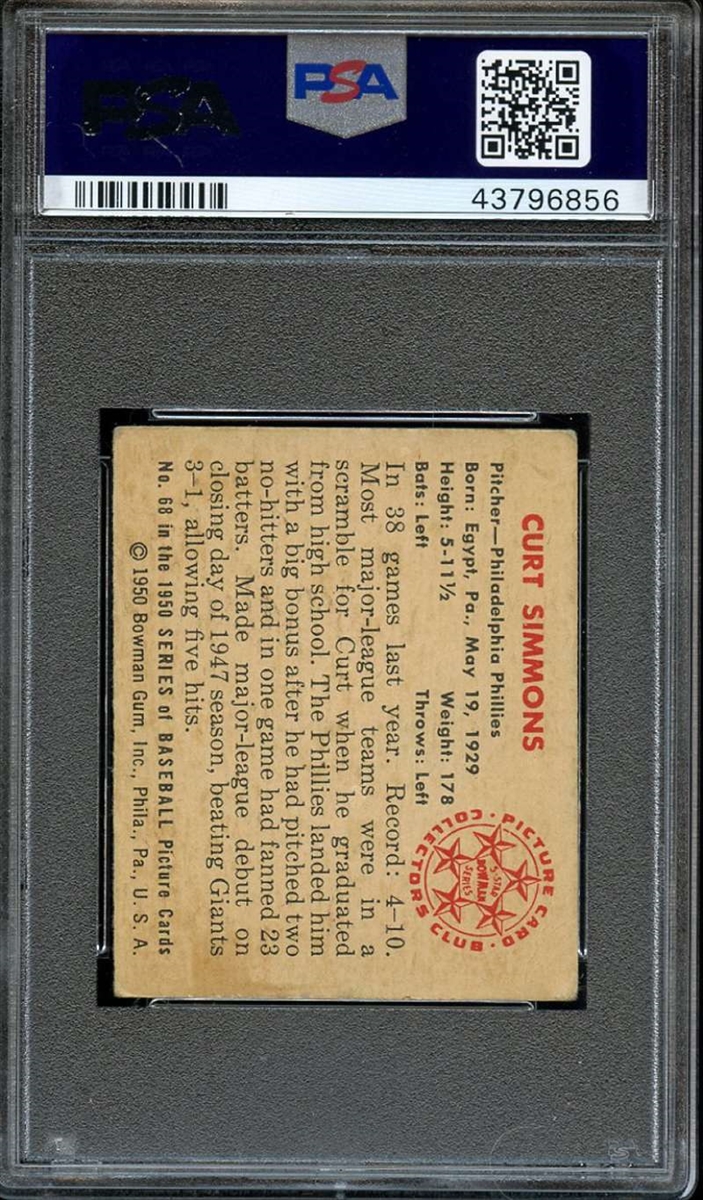 PSA
PSA
43796856
CURT SIMMONS
Pitcher—Philadelphia Phillies
Born: Egypt, Pa., May 19, 1929
Height: 5-11½ Weight: 178
Bats: Left Throws: Left
PICTURE CARD
COLLECTORS CLUB
5-STAR
BOWMAN
SERIES
In 38 games last year. Record: 4–10.
Most major-league teams were in a
scramble for Curt when he graduated
from high school. The Phillies landed him
with a big bonus after he had pitched two
no-hitters and in one game had fanned 23
batters. Made major-league debut on
closing day of 1947 season, beating Giants
3–1, allowing five hits.
No. 68 in the 1950 SERIES of BASEBALL Picture Cards
© 1950 Bowman Gum, Inc., Phila., Pa., U. S. A.